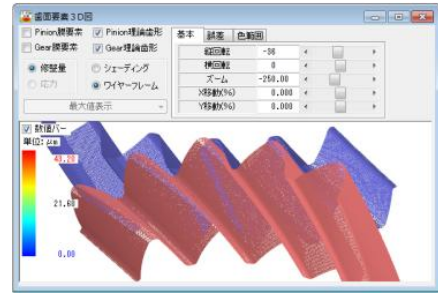 歯面要素3D図
Pinion膜要素
Pinion理論歯形
Gear膜要素
Gear理論歯形
修整量
シェーディング
応力
ワイヤーフレーム
最大値表示
基本 誤差 色範囲
縦回転 -36
横回転 0
ズーム -250.00
X移動(%) 0.000
Y移動(%) 0.000
数値バー
単位: μm
43.20
21.60
0.00